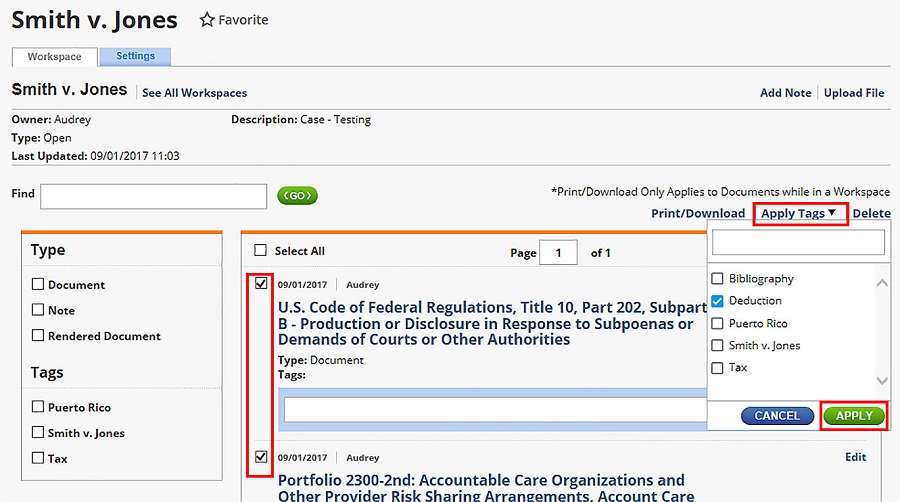 Smith v. Jones Favorite
Workspace Settings
Smith v. Jones See All Workspaces Add Note Upload File
Owner: Audrey Description: Case - Testing
Type: Open
Last Updated: 09/01/2017 11:03
Find GO
*Print/Download Only Applies to Documents while in a Workspace
Print/Download Apply Tags Delete
Type
Document
Note
Rendered Document
Tags
Puerto Rico
Smith v. Jones
Tax
Select All Page 1 of 1
09/01/2017 Audrey
U.S. Code of Federal Regulations, Title 10, Part 202, Subpart
B - Production or Disclosure in Response to Subpoenas or
Demands of Courts or Other Authorities
Type: Document
Tags:
Bibliography
Deduction
Puerto Rico
Smith v. Jones
Tax
CANCEL APPLY
09/01/2017 Audrey Edit
Portfolio 2300-2nd: Accountable Care Organizations and
Other Provider Risk Sharing Arrangements, Account Care